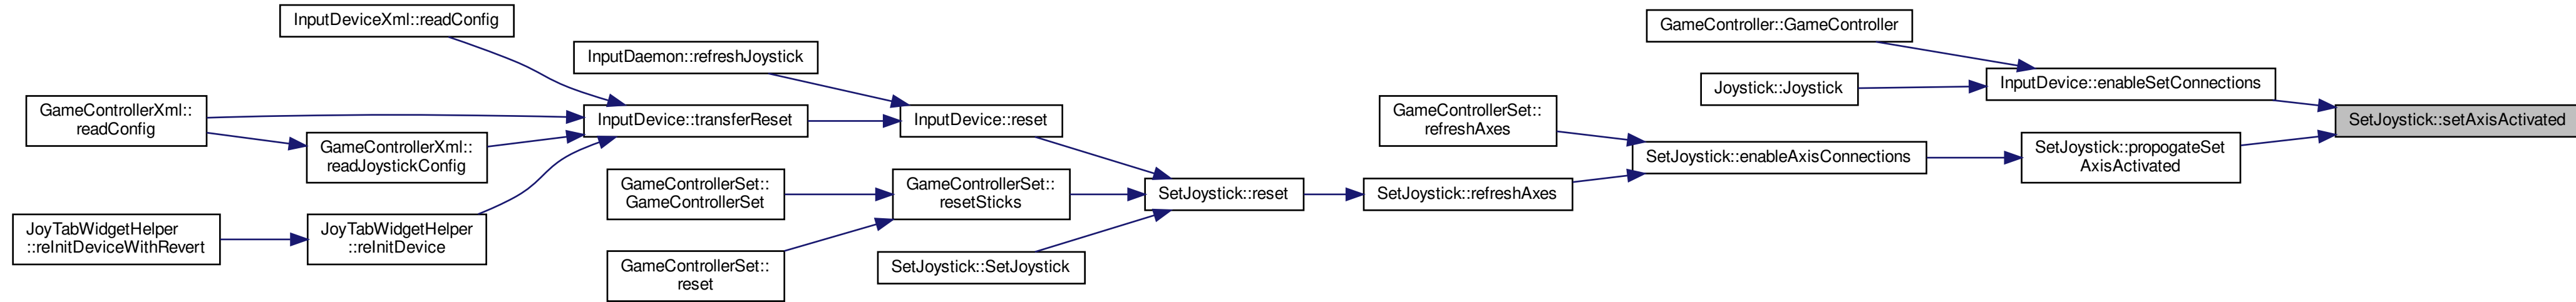 InputDeviceXml::readConfig
GameController::GameController
InputDaemon::refreshJoystick
InputDevice::enableSetConnections
Joystick::Joystick
GameControllerXml::
readConfig
InputDevice::transferReset
InputDevice::reset
GameControllerSet::
refreshAxes
SetJoystick::setAxisActivated
GameControllerXml::
readJoystickConfig
SetJoystick::enableAxisConnections
SetJoystick::propogateSet
AxisActivated
GameControllerSet::
GameControllerSet
GameControllerSet::
resetSticks
SetJoystick::reset
SetJoystick::refreshAxes
JoyTabWidgetHelper
::reInitDeviceWithRevert
JoyTabWidgetHelper
::reInitDevice
GameControllerSet::
reset
SetJoystick::SetJoystick